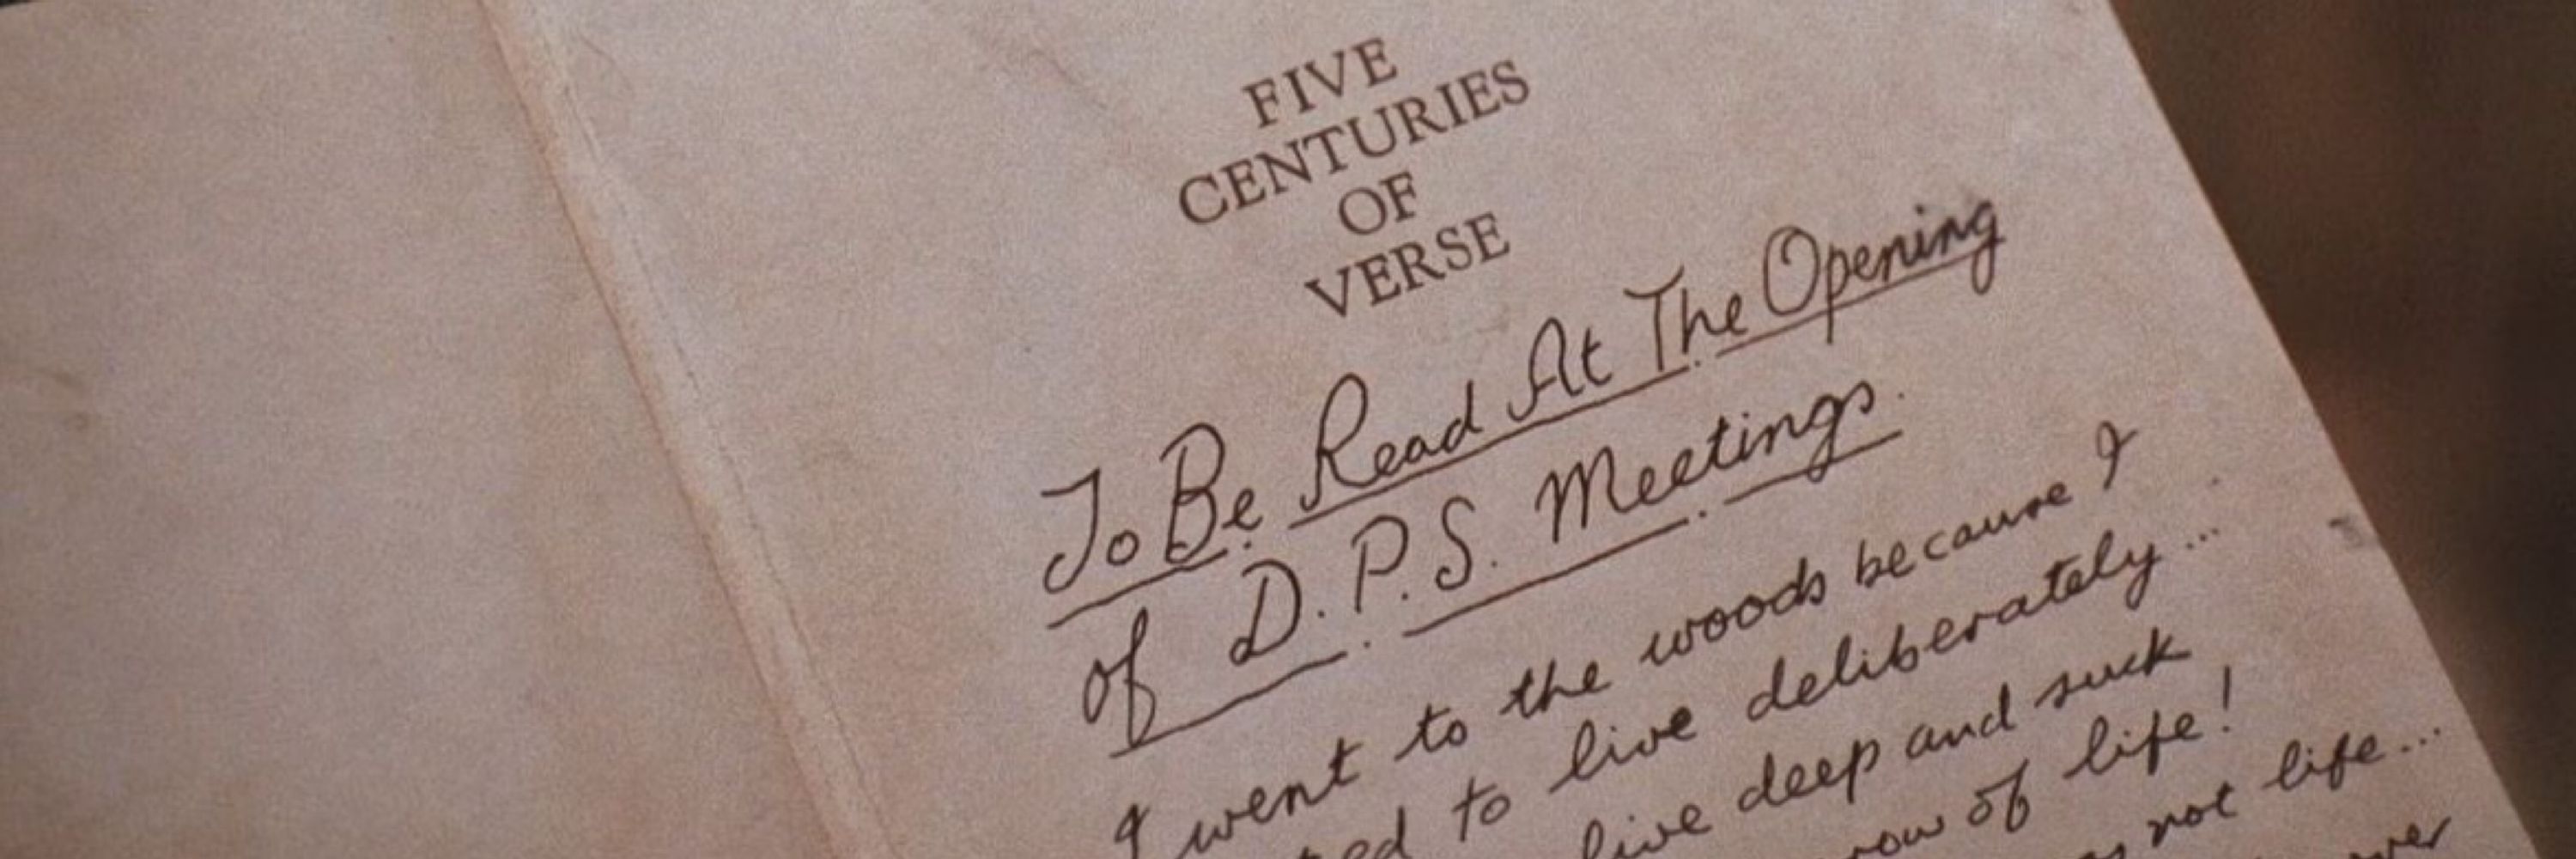 FIVE
CENTURIES
OF
VERSE
To Be Read At The Opening
of D.P.S. Meetings.
I went to the woods because I
to live deliberately...
live deep and suck
of life!
not life...